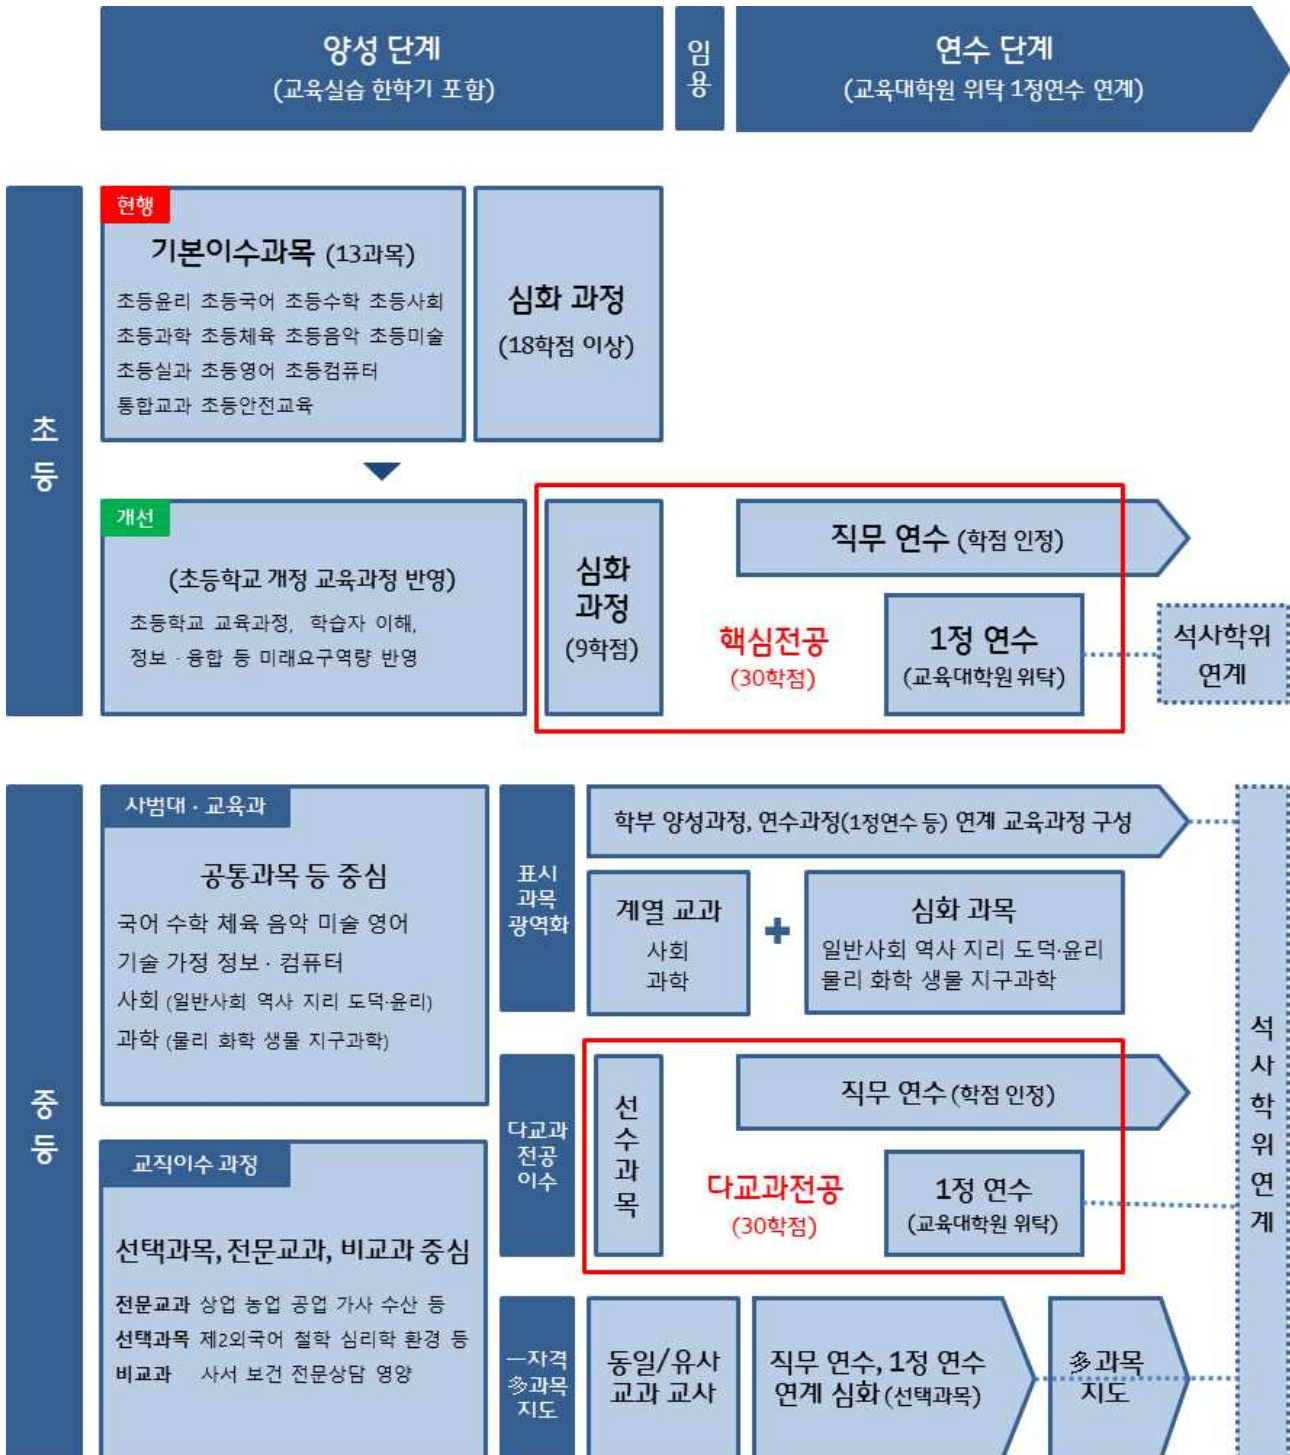 양성 단계
(교육실습 한학기 포함)
임용
연수 단계
(교육대학원 위탁 1정연수 연계)
초등
현행
기본이수과목 (13과목)
초등윤리 초등국어 초등수학 초등사회
초등과학 초등체육 초등음악 초등미술
초등실과 초등영어 초등컴퓨터
통합교과 초등안전교육
심화 과정
(18학점 이상)
개선
(초등학교 개정 교육과정 반영)
초등학교 교육과정, 학습자 이해,
정보 · 융합 등 미래요구역량 반영
심화
과정
(9학점)
직무 연수 (학점 인정)
핵심전공
(30학점)
1정 연수
(교육대학원 위탁)
석사학위
연계
중등
사범대 · 교육과
공통과목 등 중심
국어 수학 체육 음악 미술 영어
기술 가정 정보 · 컴퓨터
사회 (일반사회 역사 지리 도덕·윤리)
과학 (물리 화학 생물 지구과학)
교직이수 과정
선택과목, 전문교과, 비교과 중심
전문교과 상업 농업 공업 가사 수산 등
선택과목 제2외국어 철학 심리학 환경 등
비교과 사서 보건 전문상담 영양
표시
과목
광역화
학부 양성과정, 연수과정(1정연수 등) 연계 교육과정 구성
계열 교과
사회
과학
심화 과목
일반사회 역사 지리 도덕·윤리
물리 화학 생물 지구과학
다교과
전공
이수
선수과목
직무 연수 (학점 인정)
다교과전공
(30학점)
1정 연수
(교육대학원 위탁)
一자격
多과목
지도
동일/유사
교과 교사
직무 연수, 1정 연수
연계 심화 (선택과목)
多과목
지도
석사학위연계